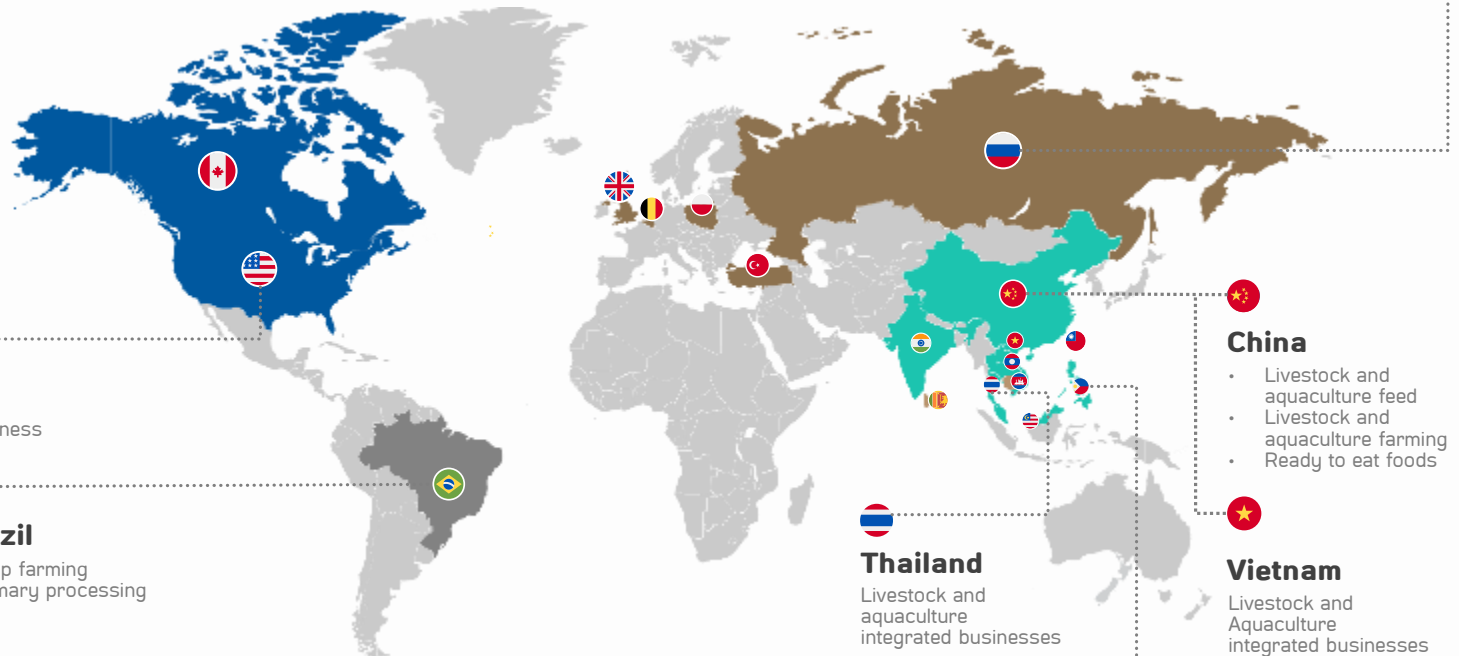 ness
zil
p farming
mary processing
Thailand
Livestock and
aquaculture
integrated businesses
China
• Livestock and
aquaculture feed
• Livestock and
aquaculture farming
• Ready to eat foods
Vietnam
Livestock and
Aquaculture
integrated businesses